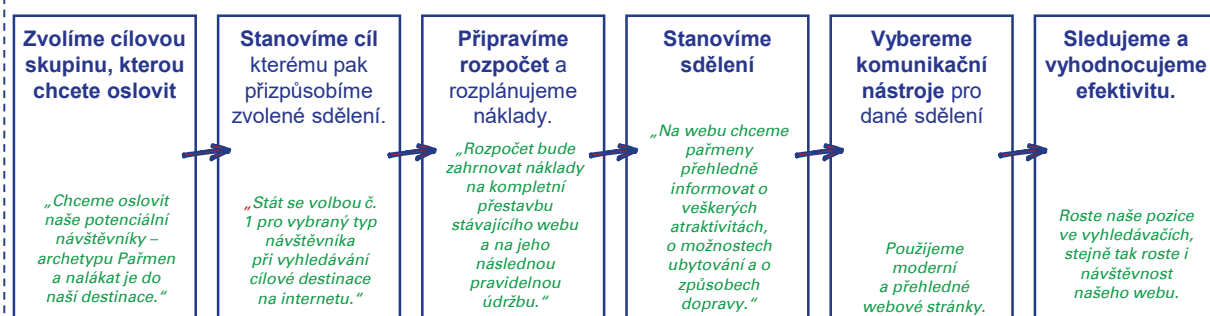 Zvolíme cílovou
skupinu, kterou
chcete oslovit
„Chceme oslovit
naše potenciální
návštěvníky –
archetypu Pařmen
a nalákat je do
naší destinace.“
Stanovíme cíl
kterému pak
přizpůsobíme
zvolené sdělení.
„Stát se volbou č.
1 pro vybraný typ
návštěvníka
při vyhledávání
cílové destinace
na internetu.“
Připravíme
rozpočet a
rozplánujeme
náklady.
„Rozpočet bude
zahrnovat náklady
na kompletní
přestavbu
stávajícího webu
a na jeho
následnou
pravidelnou
údržbu.“
Stanovíme
sdělení
„Na webu chceme
pařmeny
přehledně
informovat o
veškerých
atraktivitách,
o možnostech
ubytování a o
způsobech
dopravy.“
Vybereme
komunikační
nástroje pro
dané sdělení
Použijeme
moderní
a přehledné
webové stránky.
Sledujeme a
vyhodnocujeme
efektivitu.
Roste naše pozice
ve vyhledávačích,
stejně tak roste i
návštěvnost
našeho webu.